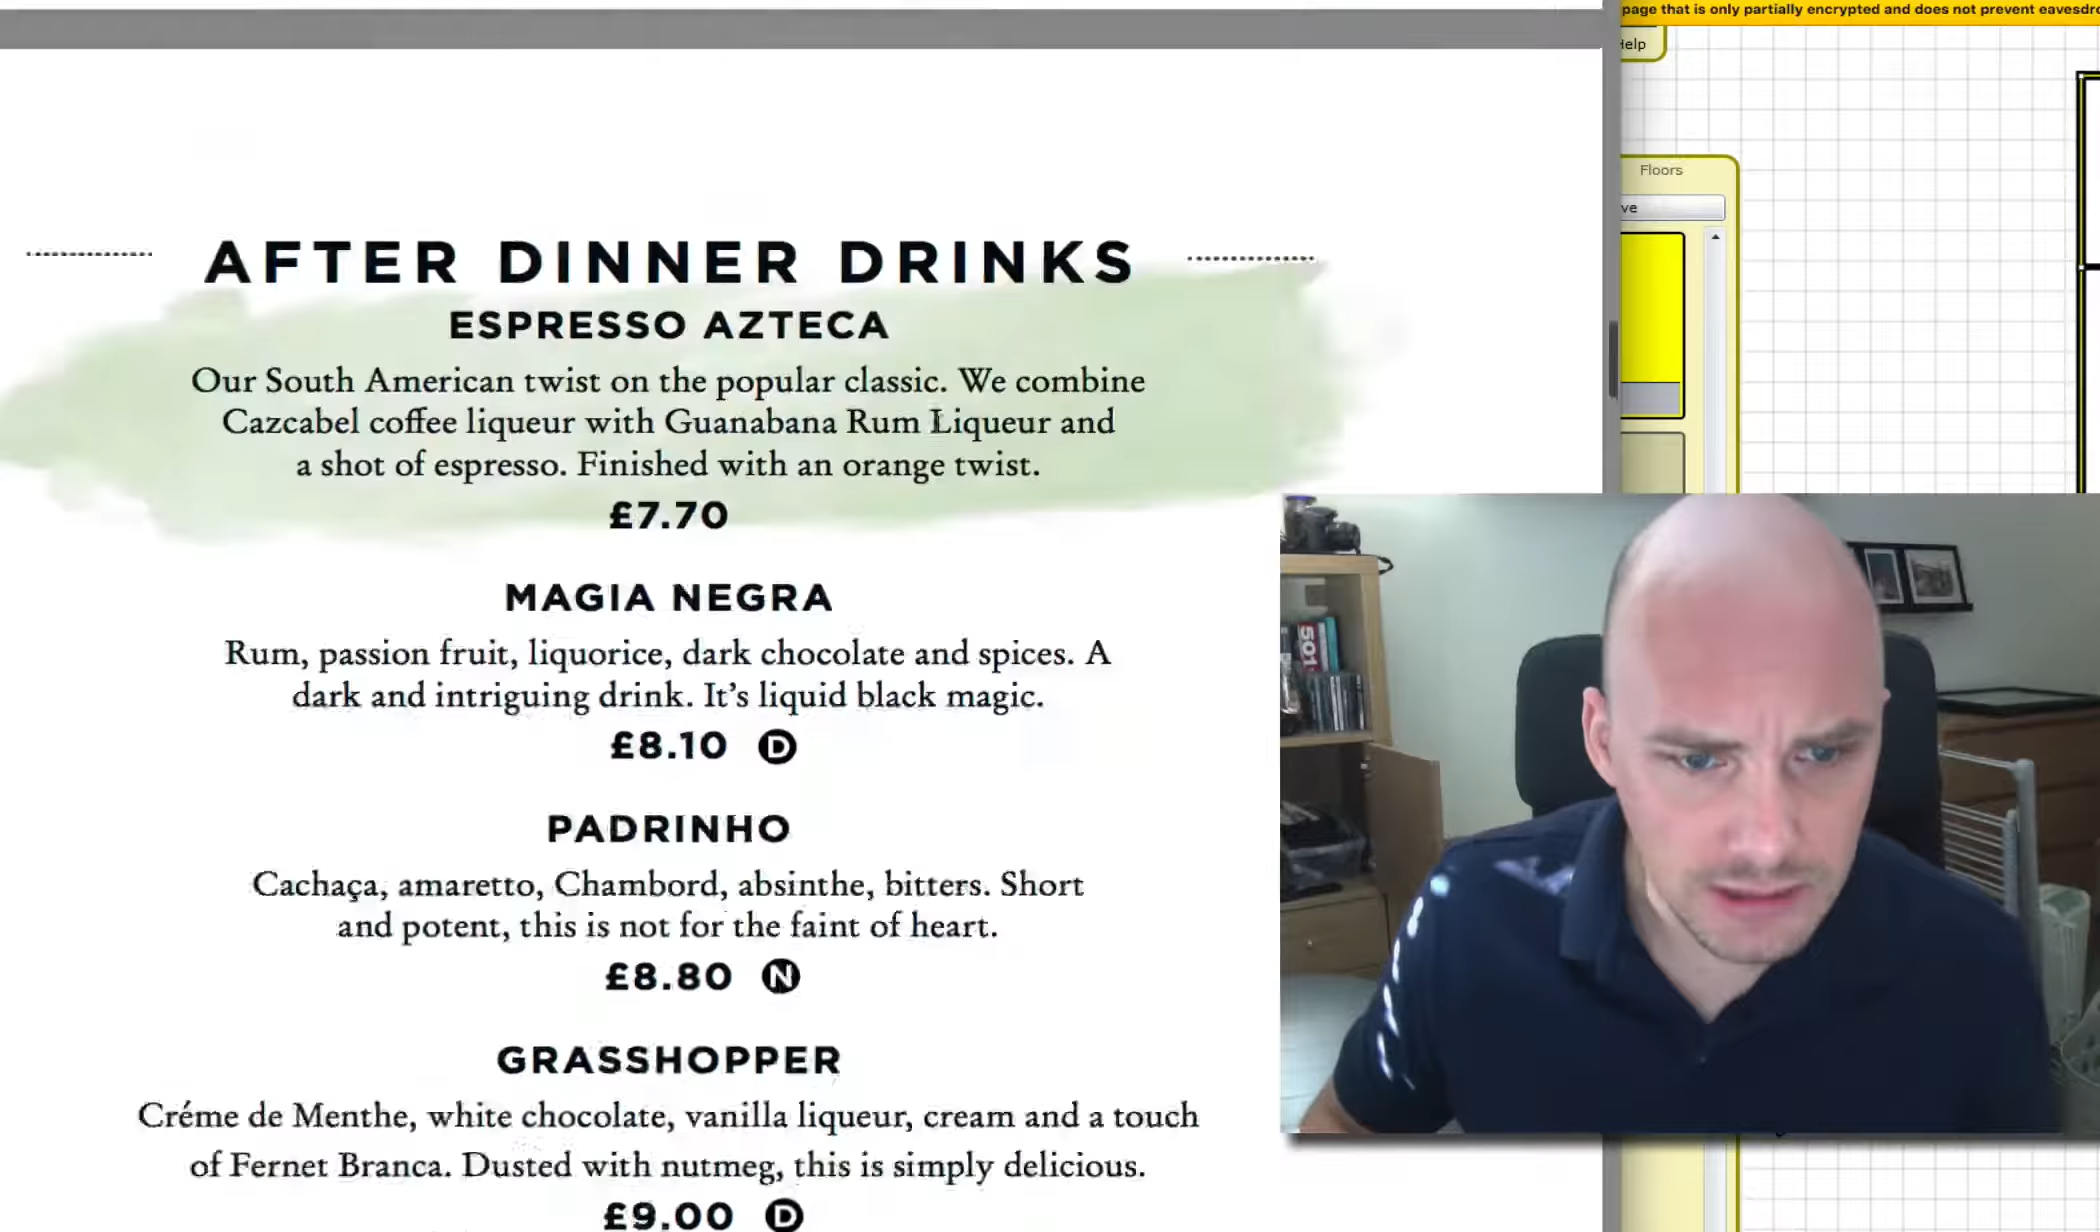 page that is only partially encrypted and does not prevent
Help
Floors
AFTER DINNER DRINKS
ESPRESSO AZTECA
Our South American twist on the popular classic. We combine
Cazcabel coffee liqueur with Guanabana Rum Liqueur and
a shot of espresso. Finished with an orange twist.
£7.70
MAGIA NEGRA
Rum, passion fruit, liquorice, dark chocolate and spices. A
dark and intriguing drink. It’s liquid black magic.
£8.10 D
PADRINHO
Cachaça, amaretto, Chambord, absinthe, bitters. Short
and potent, this is not for the faint of heart.
£8.80 N
GRASSHOPPER
Créme de Menthe, white chocolate, vanilla liqueur, cream and a touch
of Fernet Branca. Dusted with nutmeg, this is simply delicious.
£9.00 D
501